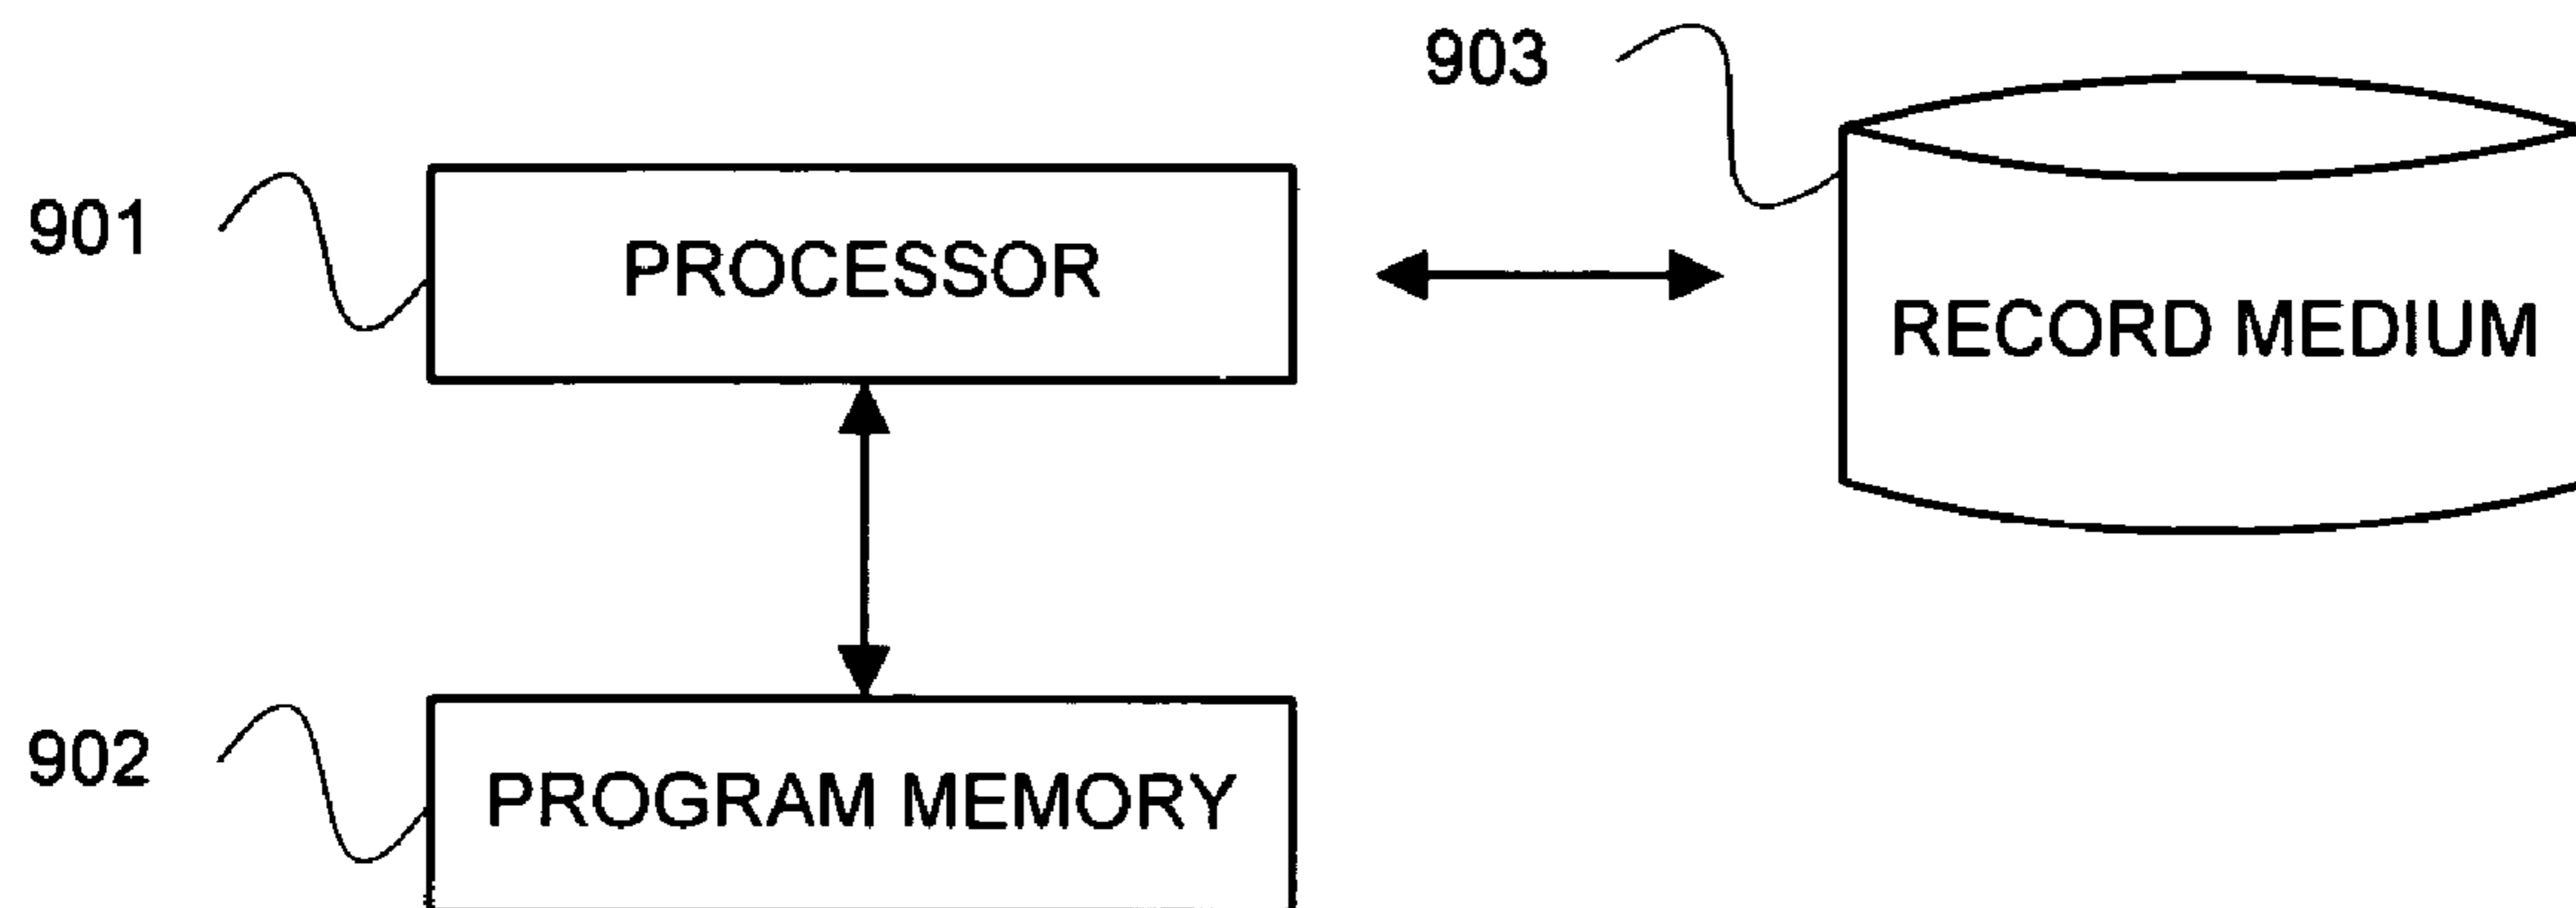 903
901
PROCESSOR
RECORD MEDIUM
902
PROGRAM MEMORY